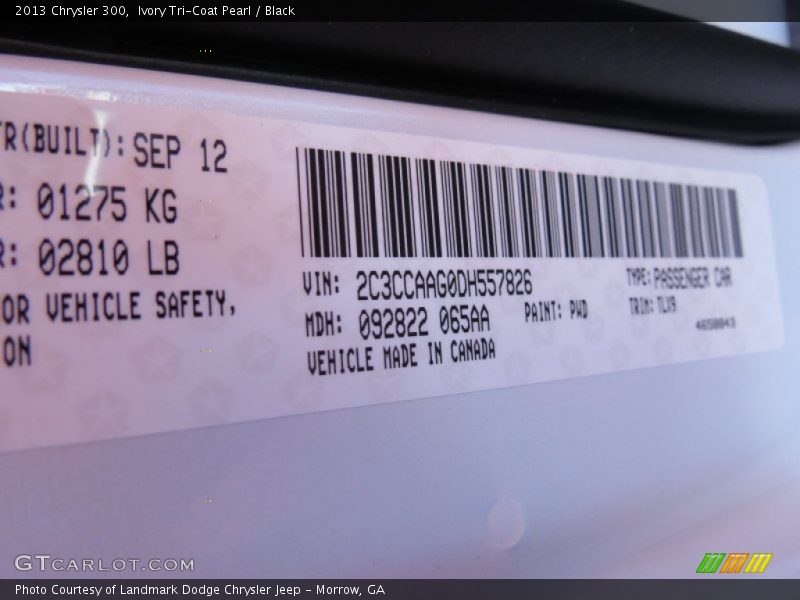 2013 Chrysler 300, Ivory Tri-Coat Pearl / Black
TR(BUILT): SEP 12
R: 01275 KG
R: 02810 LB
OR VEHICLE SAFETY,
ON
VIN: 2C3CCAAG0DH557826
TYPE: PASSENGER CAR
MDH: 092822 065AA
PAINT: PWD
TRIM: TLX9
VEHICLE MADE IN CANADA
GTCARLOT.COM
Photo Courtesy of Landmark Dodge Chrysler Jeep - Morrow, GA